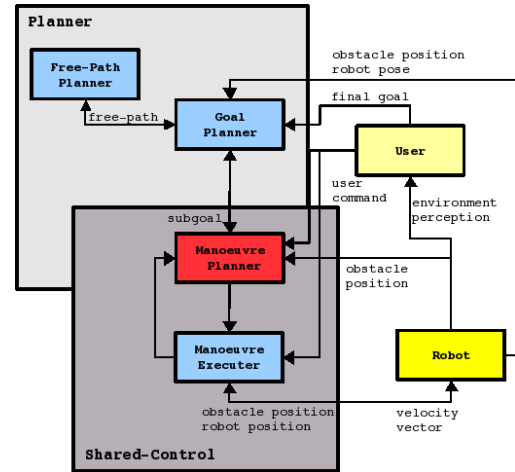 Planner
Free-Path
Planner
free-path
Goal
Planner
obstacle position
robot pose
final goal
User
user
command
environment
perception
subgoal
Manoeuvre
Planner
obstacle
position
Manoeuvre
Executer
Robot
obstacle position
robot position
velocity
vector
Shared-Control